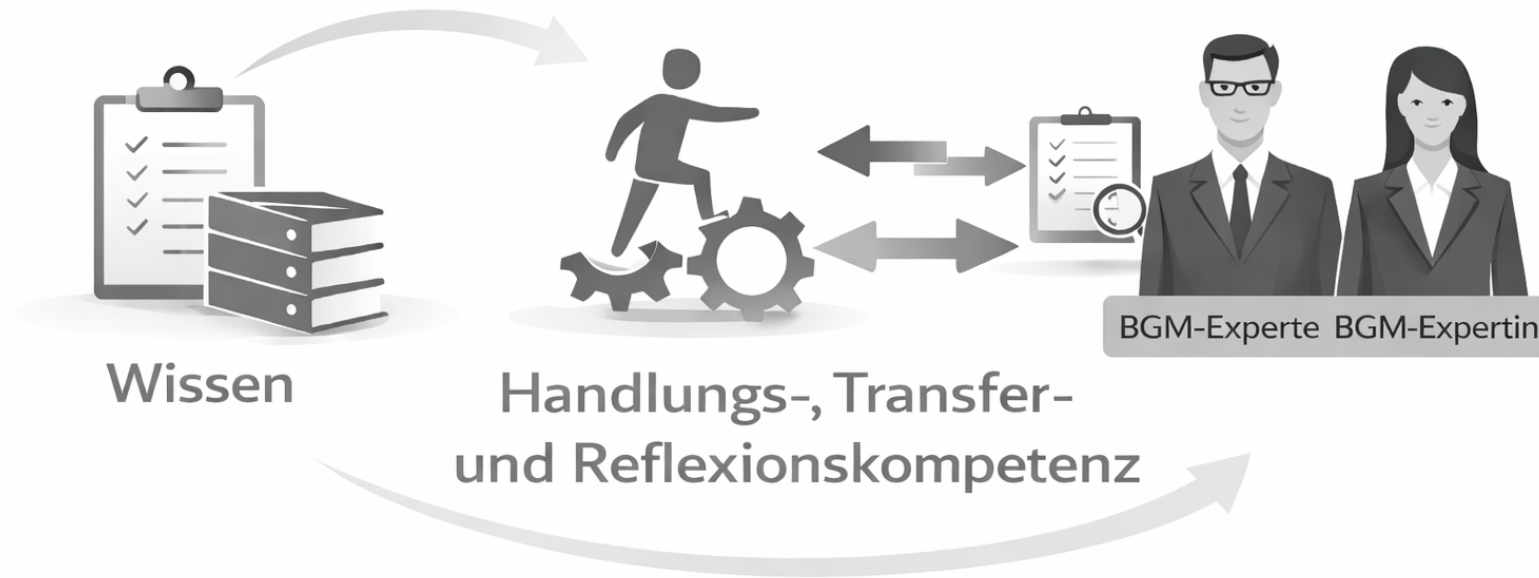 BGM-Experte BGM-Expertin
Wissen
Handlungs-, Transfer-
und Reflexionskompetenz